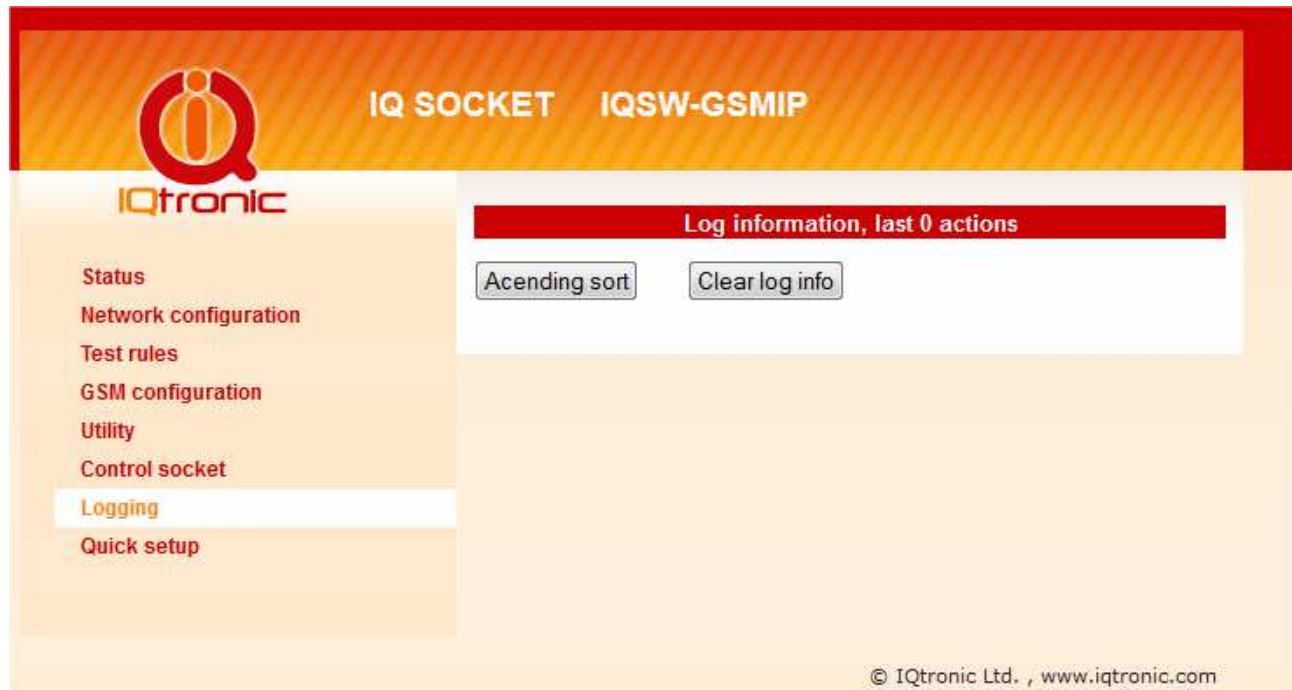 IQ SOCKET IQSW-GSMIP
IQtronic
Status
Network configuration
Test rules
GSM configuration
Utility
Control socket
Logging
Quick setup
Log information, last 0 actions
Acending sort Clear log info
© IQtronic Ltd. , www.iqtronic.com